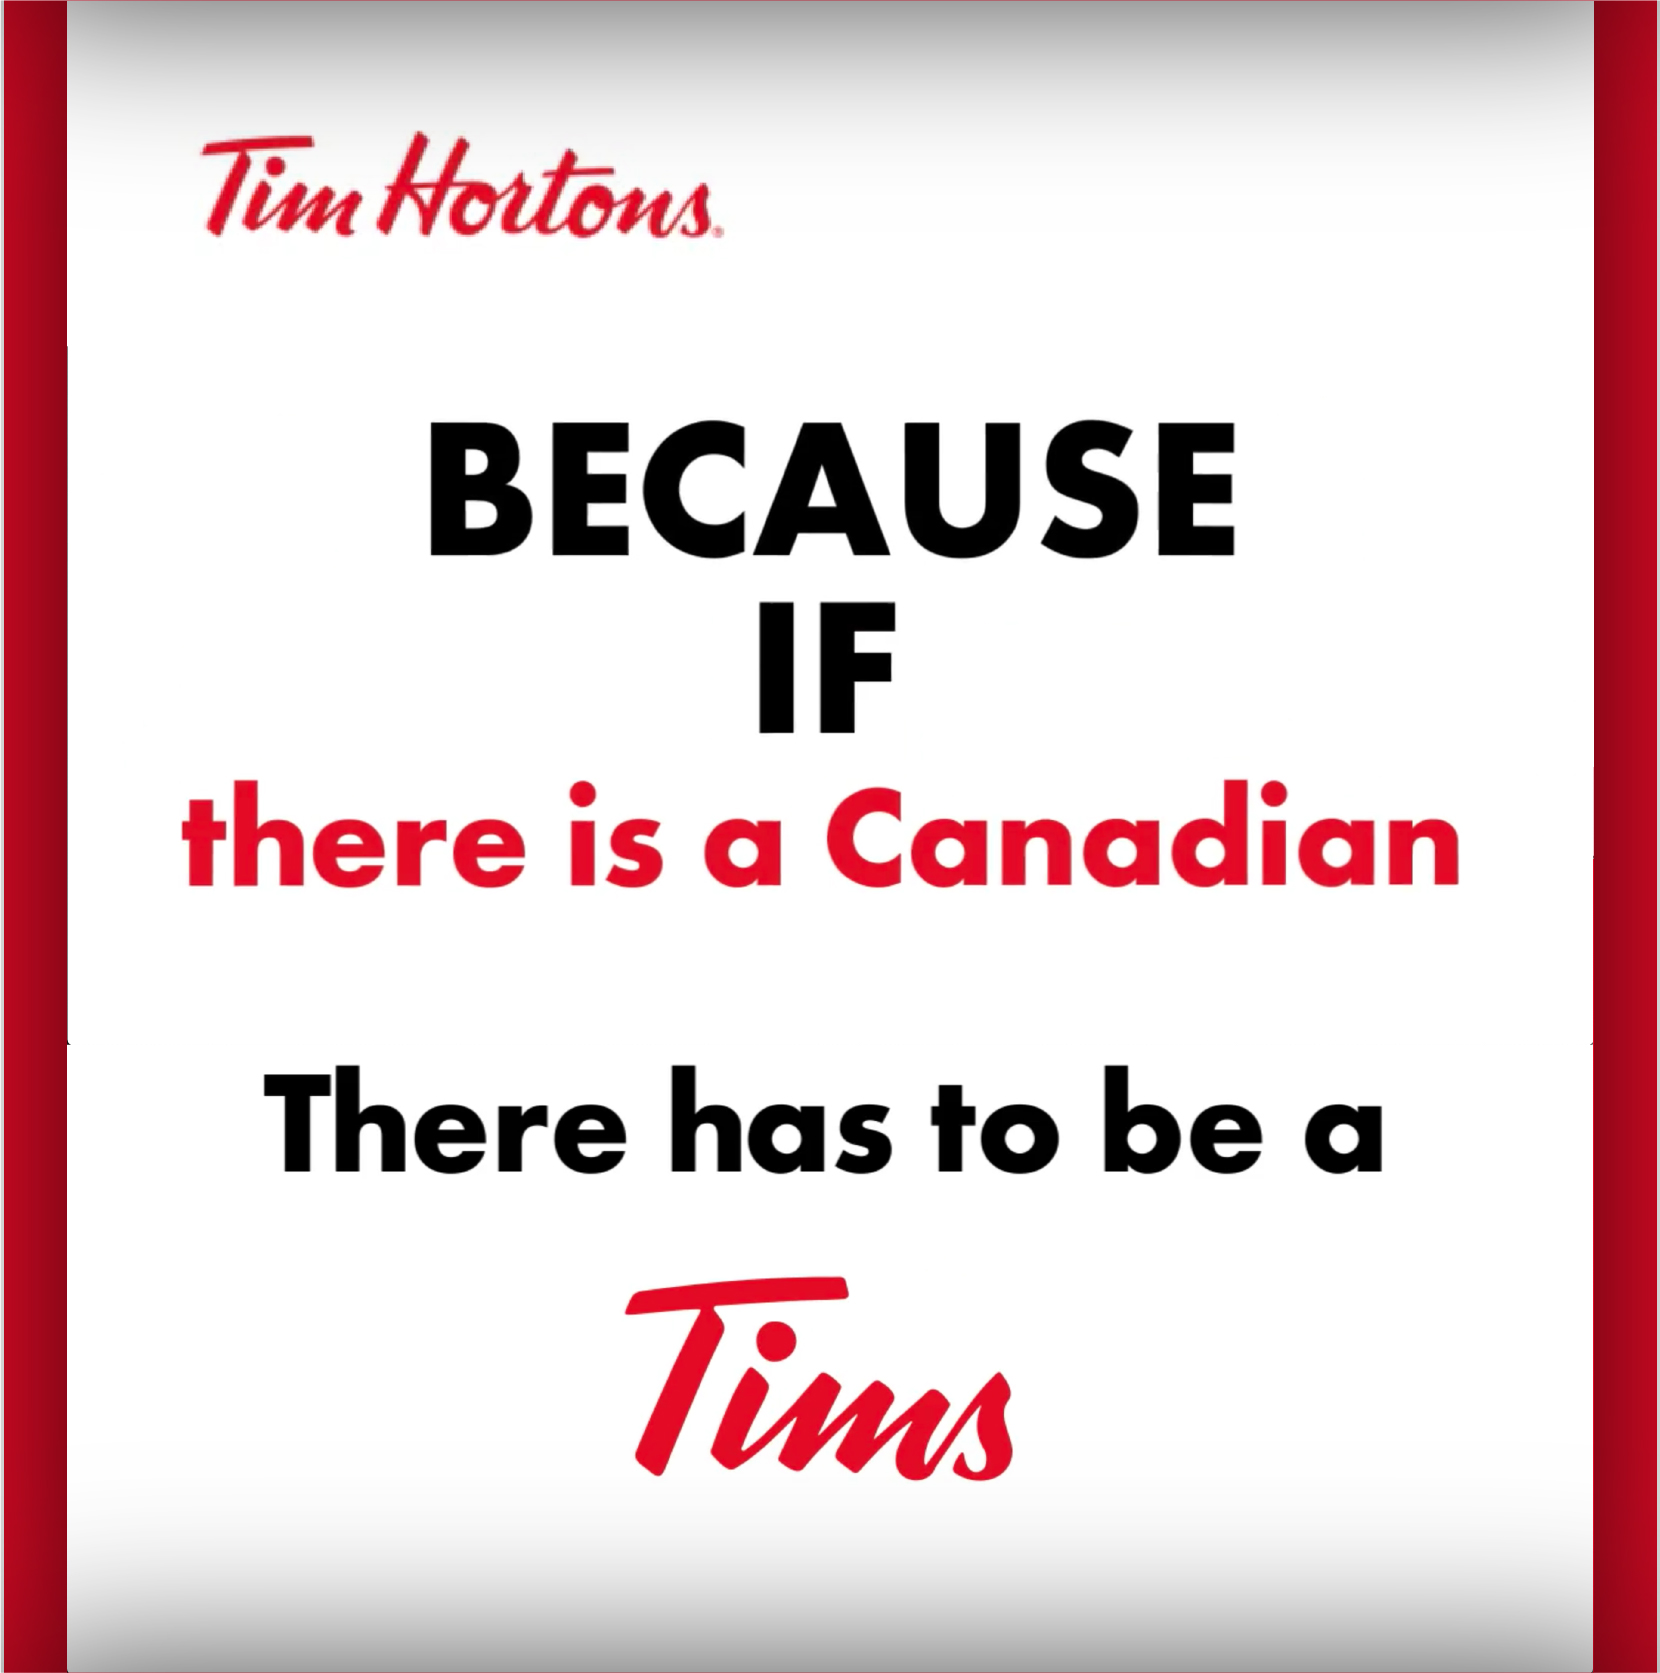 Tim Hortons®
BECAUSE
IF
there is a Canadian
There has to be a
Tims